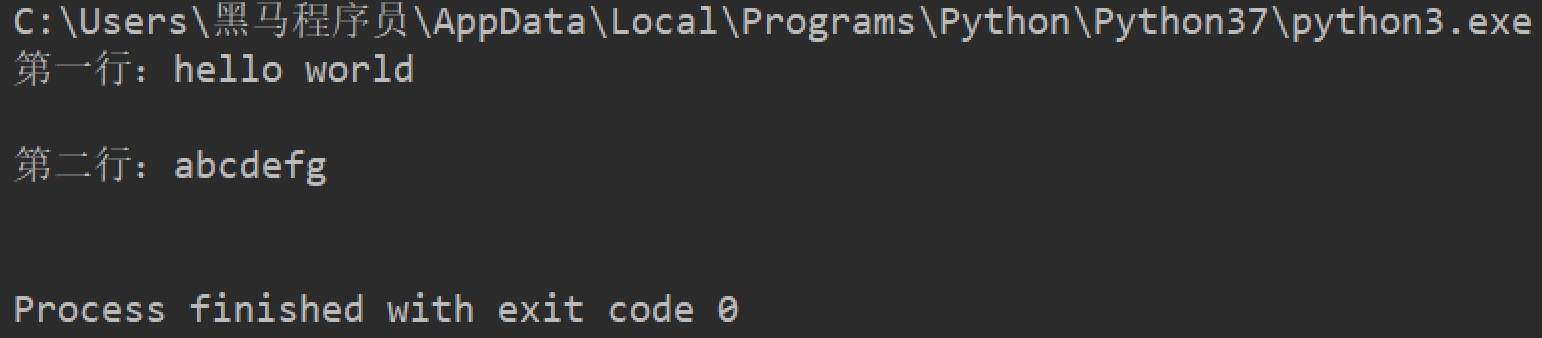 C:\Users\黑马程序员\AppData\Local\Programs\Python\Python37\python3.exe
第一行：hello world
第二行：abcdefg
Process finished with exit code 0